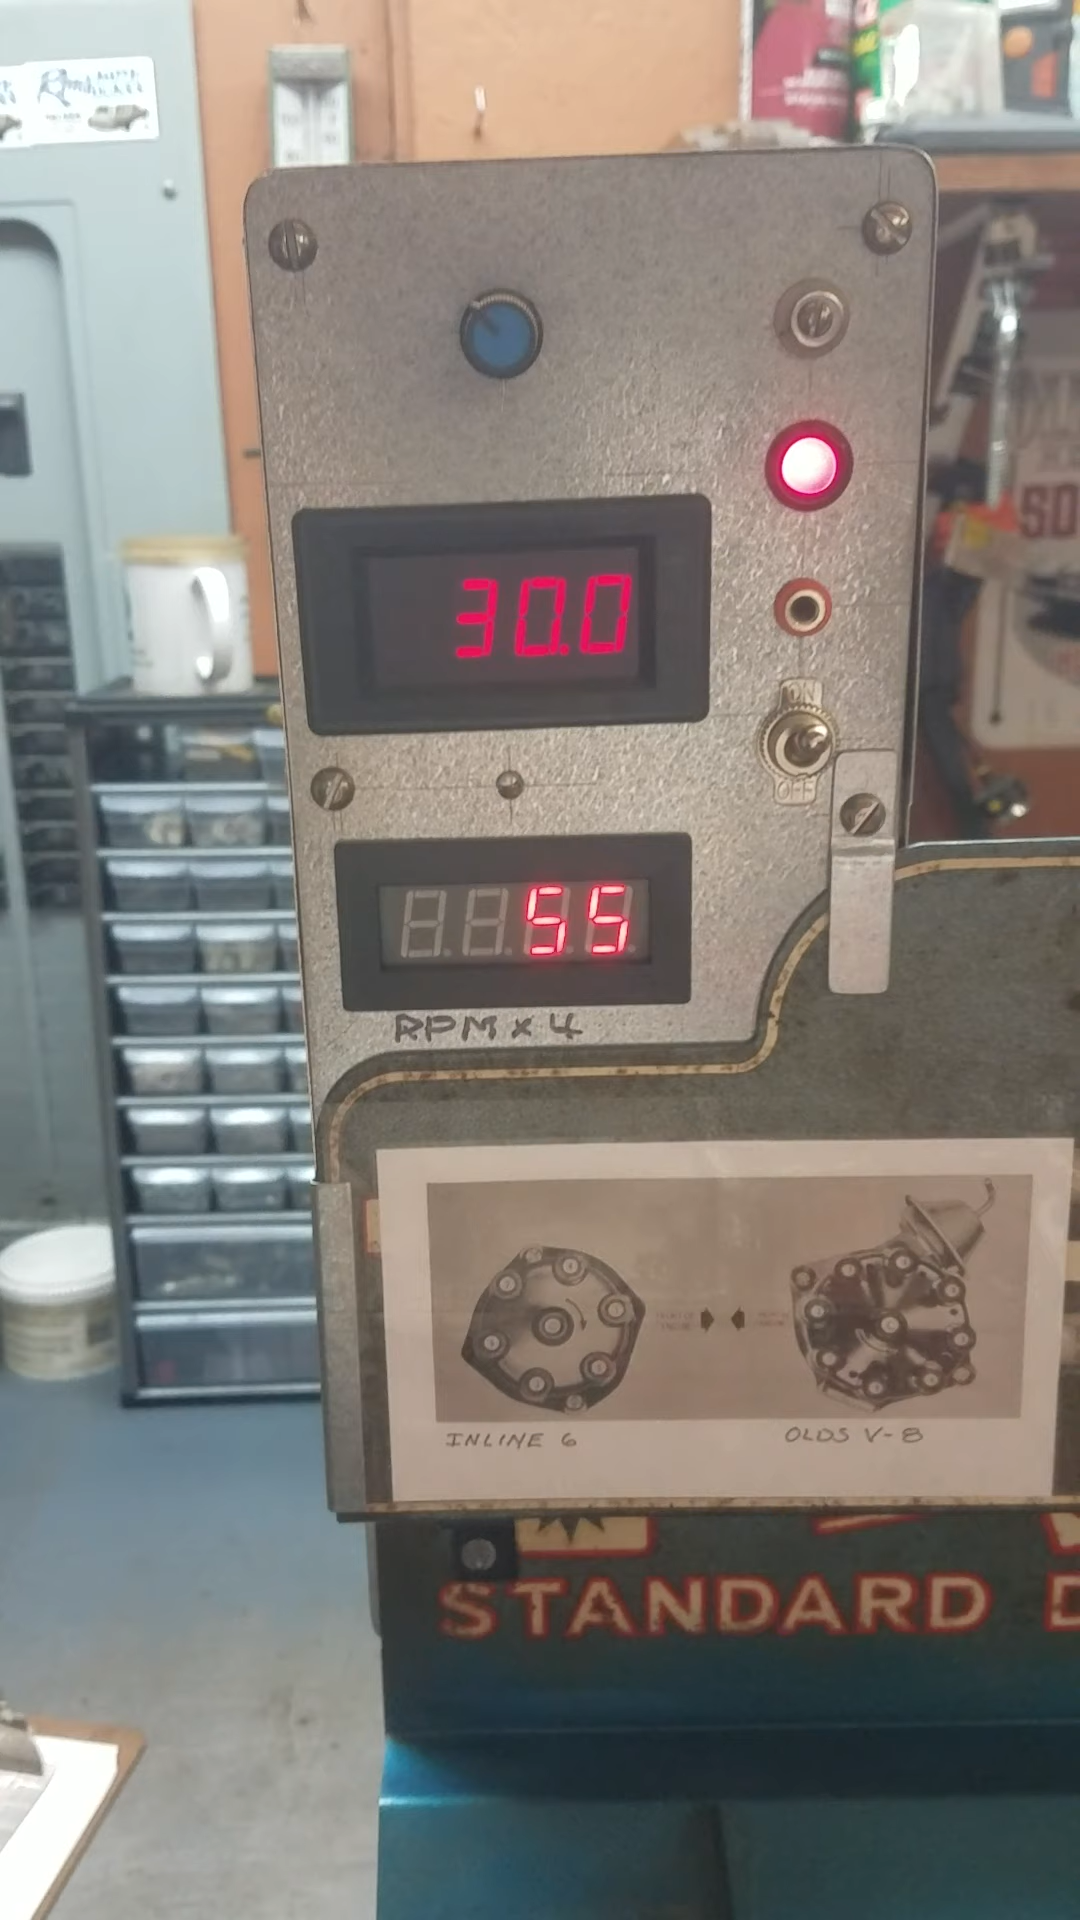 30.0
ON
OFF
55
RPM x 4
INLINE 6
OLDS V-8
STANDARD